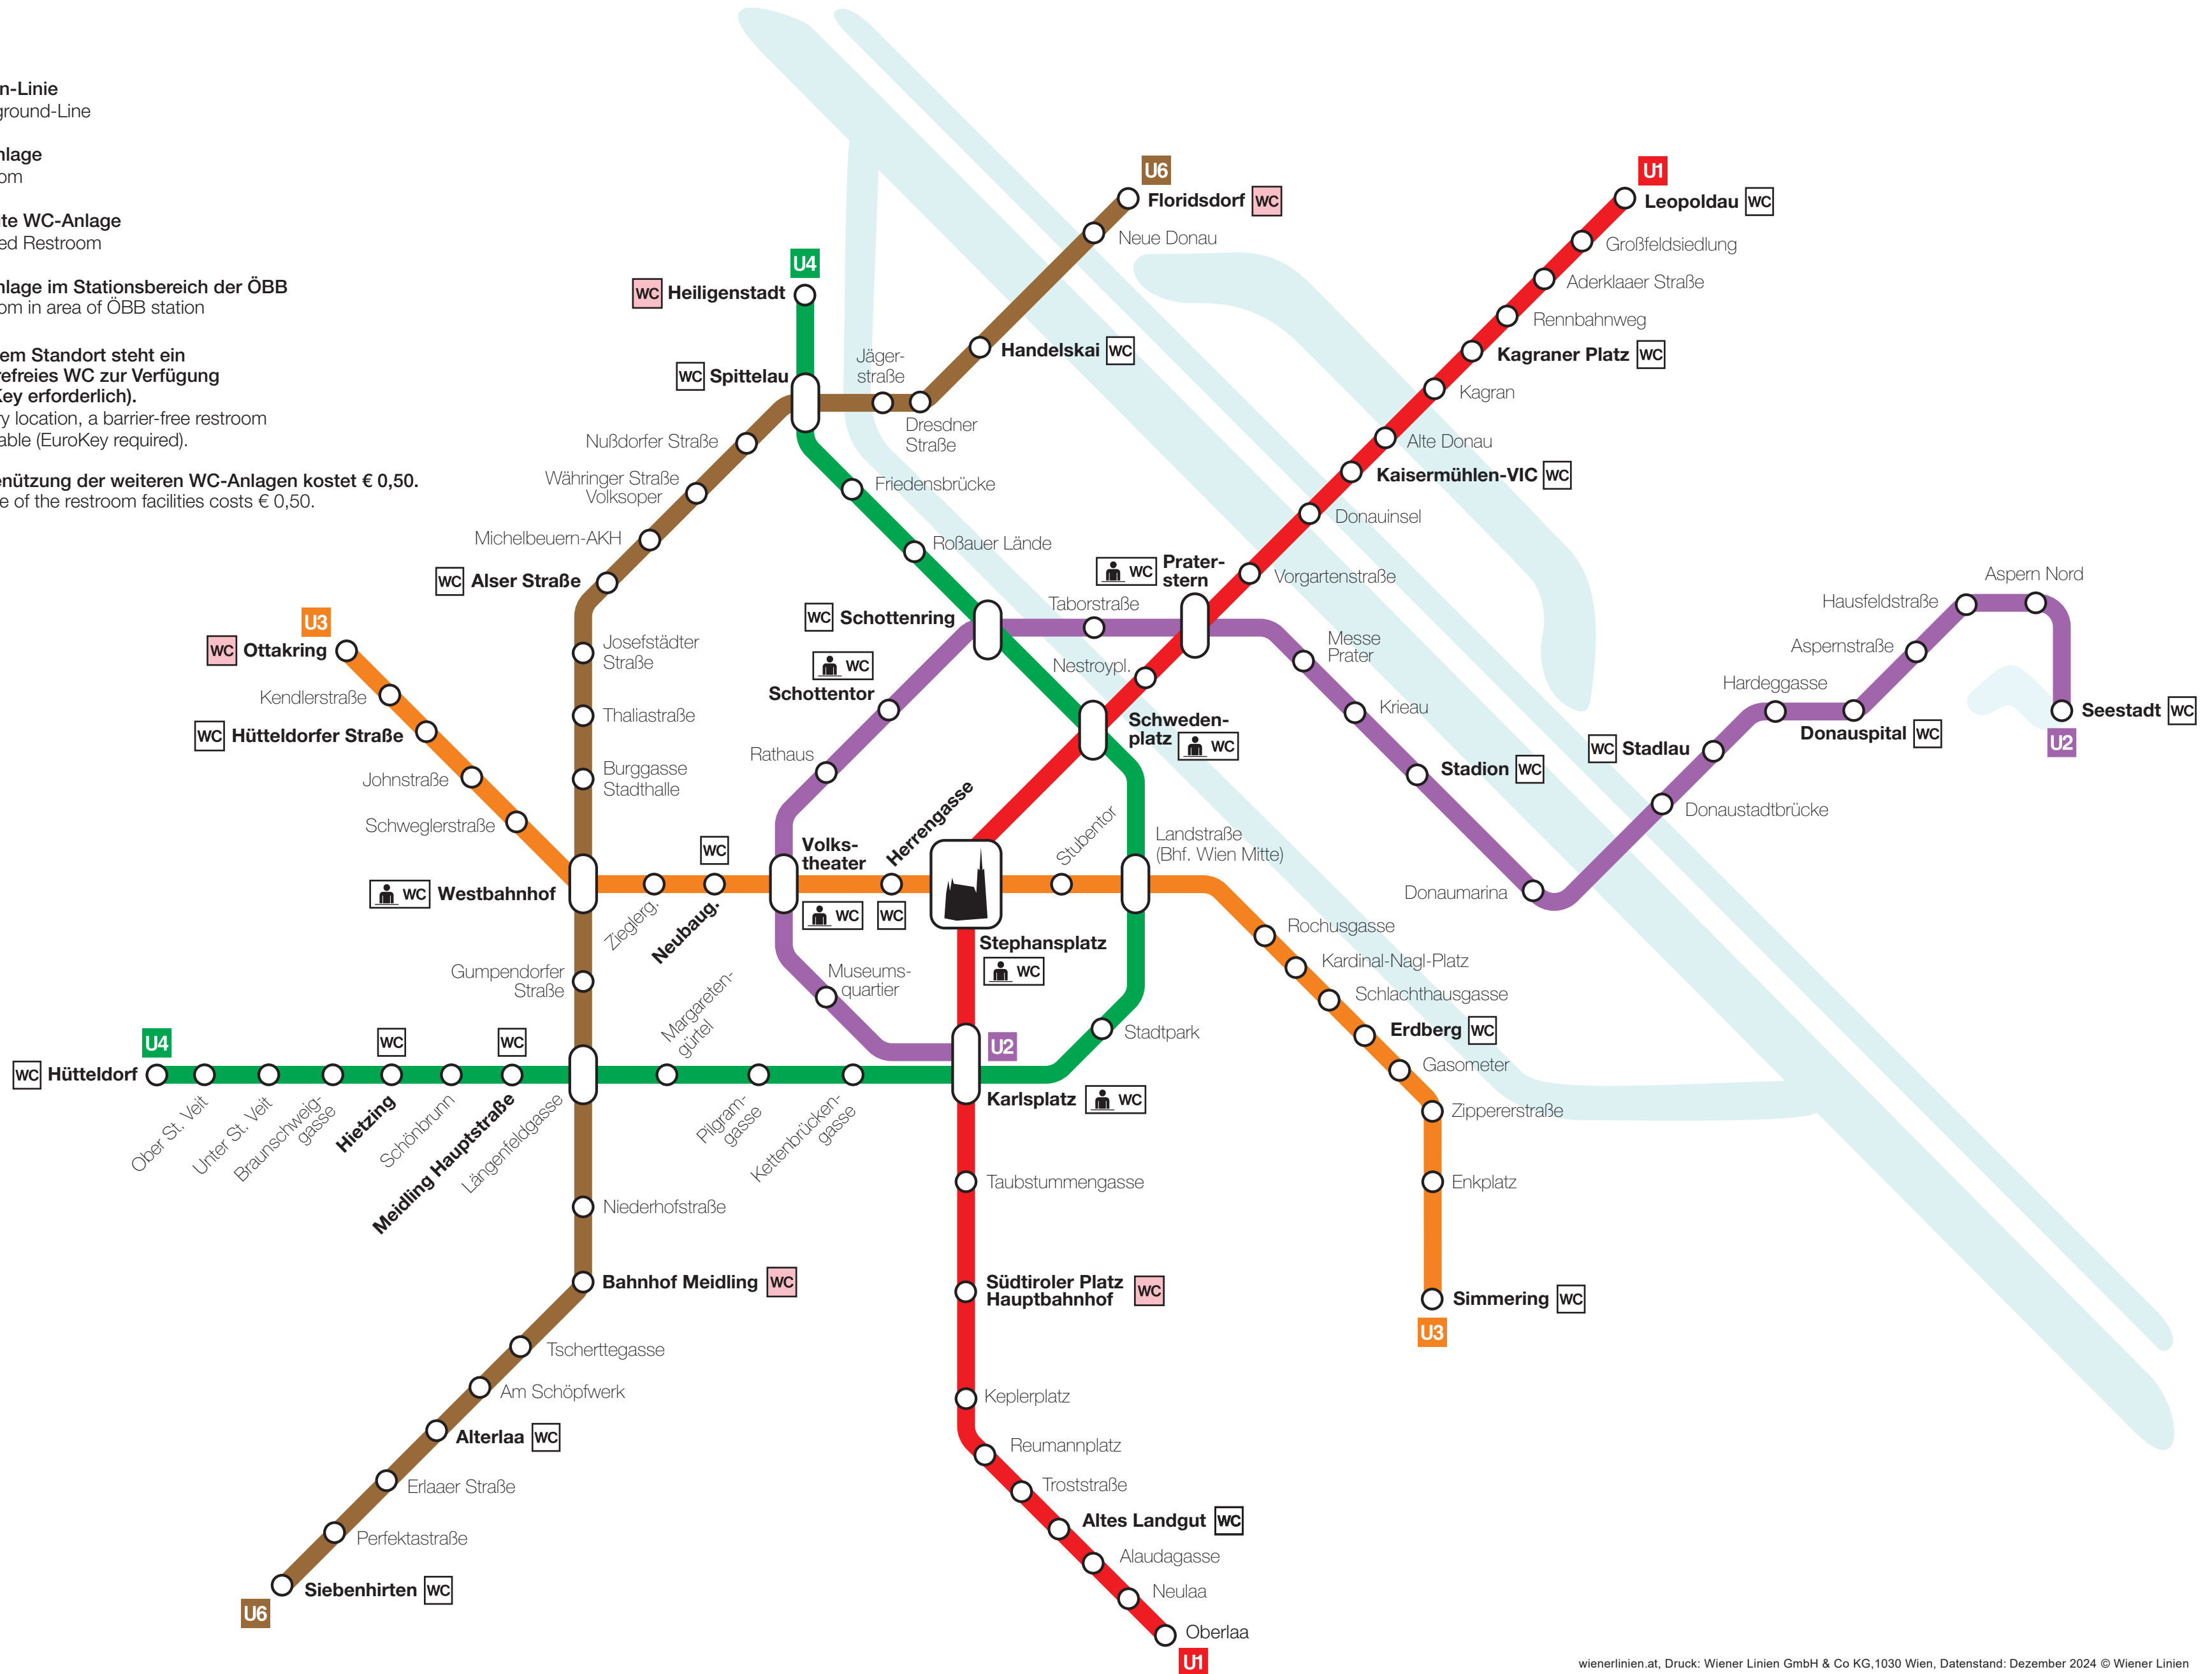 n-Linie
ground-Line
nlage
om
te WC-Anlage
ed Restroom
nlage im Stationsbereich der ÖBB
om in area of ÖBB station
em Standort steht ein
refreies WC zur Verfügung
Key erforderlich).
ry location, a barrier-free restroom
able (EuroKey required).
enützung der weiteren WC-Anlagen kostet € 0,50.
e of the restroom facilities costs € 0,50.
U6
Floridsdorf WC
Neue Donau
U1
Leopoldau WC
Großfeldsiedlung
Aderklaaer Straße
Rennbahnweg
Kagraner Platz WC
Kagran
Alte Donau
Kaisermühlen-VIC WC
Donauinsel
Vorgartenstraße
U4
WC Heiligenstadt
WC Spittelau
Jäger-
straße
Handelskai WC
Dresdner
Straße
Nußdorfer Straße
Währinger Straße
Volksoper
Michelbeuern-AKH
WC Alser Straße
Friedensbrücke
Roßauer Lände
WC Prater-
stern
Taborstraße
WC Schottenring
WC
Schottentor
Nestroypl.
Messe
Prater
Krieau
Stadion WC
Schweden-
platz WC
Rathaus
Aspern Nord
Hausfeldstraße
Aspernstraße
Hardeggasse
Donauspital WC
Seestadt WC
U2
WC Stadlau
Donaustadtbrücke
Donaumarina
U3
WC Ottakring
Kendlerstraße
WC Hütteldorfer Straße
Johnstraße
Schweglerstraße
Josefstädter
Straße
Thaliastraße
Burggasse
Stadthalle
WC Westbahnhof
Zieglerg.
WC
Neubaug.
Volks-
theater
WC
Herrengasse
WC
Stephansplatz
WC
Stubentor
Landstraße
(Bhf. Wien Mitte)
Rochusgasse
Kardinal-Nagl-Platz
Schlachthausgasse
Erdberg WC
Gasometer
Zippererstraße
Enkplatz
Simmering WC
U3
Gumpendorfer
Straße
Museums-
quartier
Stadtpark
U2
Karlsplatz WC
U4
WC Hütteldorf
Ober St. Veit
Unter St. Veit
Braunschweig-
gasse
WC
Hietzing
Schönbrunn
WC
Meidling Hauptstraße
Längenfeldgasse
Margareten-
gürtel
Pilgram-
gasse
Kettenbrücken-
gasse
Niederhofstraße
Bahnhof Meidling WC
Tscherttegasse
Am Schöpfwerk
Alterlaa WC
Erlaaer Straße
Perfektastraße
Siebenhirten WC
U6
Taubstummengasse
Südtiroler Platz
Hauptbahnhof WC
Keplerplatz
Reumannplatz
Troststraße
Altes Landgut WC
Alaudagasse
Neulaa
Oberlaa
U1
wienerlinien.at, Druck: Wiener Linien GmbH & Co KG,1030 Wien, Datenstand: Dezember 2024 © Wiener Linien